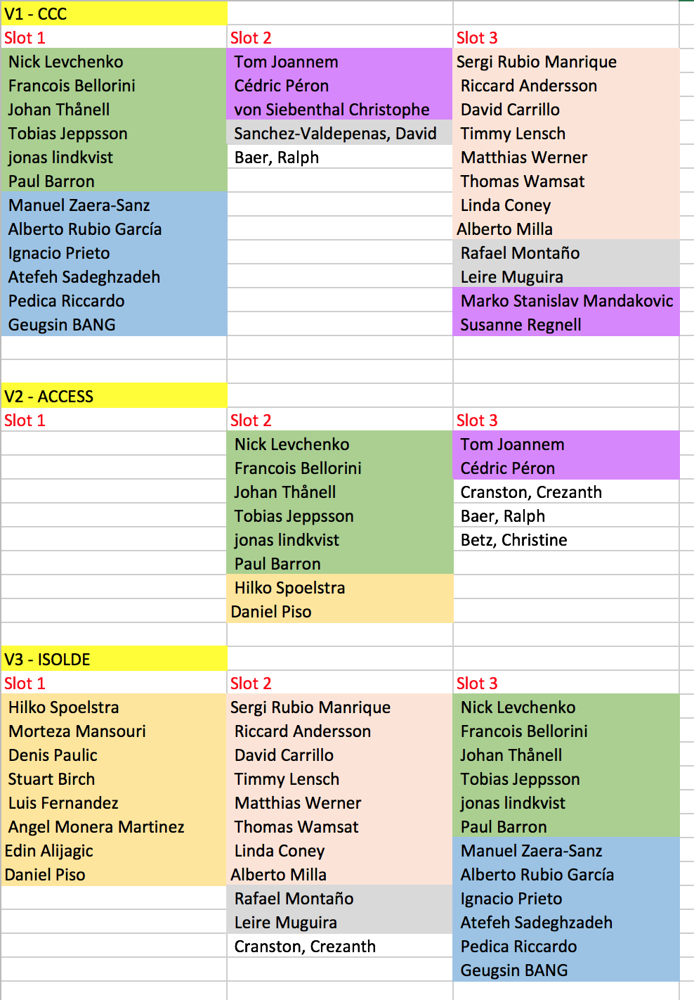 V1 - CCC
Slot 1 Slot 2 Slot 3
Nick Levchenko Tom Joannem Sergi Rubio Manrique
Francois Bellorini Cédric Péron Riccard Andersson
Johan Thånell von Siebenthal Christophe David Carrillo
Tobias Jeppsson Sanchez-Valdepenas, David Timmy Lensch
jonas lindkvist Baer, Ralph Matthias Werner
Paul Barron Thomas Wamsat
Manuel Zaera-Sanz Linda Coney
Alberto Rubio García Alberto Milla
Ignacio Prieto Rafael Montaño
Atefeh Sadeghzadeh Leire Muguira
Pedica Riccardo Marko Stanislav Mandakovic
Geugsin BANG Susanne Regnell
V2 - ACCESS
Slot 1 Slot 2 Slot 3
Nick Levchenko Tom Joannem
Francois Bellorini Cédric Péron
Johan Thånell Cranston, Crezanth
Tobias Jeppsson Baer, Ralph
jonas lindkvist Betz, Christine
Paul Barron
Hilko Spoelstra
Daniel Piso
V3 - ISOLDE
Slot 1 Slot 2 Slot 3
Hilko Spoelstra Sergi Rubio Manrique Nick Levchenko
Morteza Mansouri Riccard Andersson Francois Bellorini
Denis Paulic David Carrillo Johan Thånell
Stuart Birch Timmy Lensch Tobias Jeppsson
Luis Fernandez Matthias Werner jonas lindkvist
Angel Monera Martinez Thomas Wamsat Paul Barron
Edin Alijagic Linda Coney Manuel Zaera-Sanz
Daniel Piso Alberto Milla Alberto Rubio García
Rafael Montaño Ignacio Prieto
Leire Muguira Atefeh Sadeghzadeh
Cranston, Crezanth Pedica Riccardo
Geugsin BANG